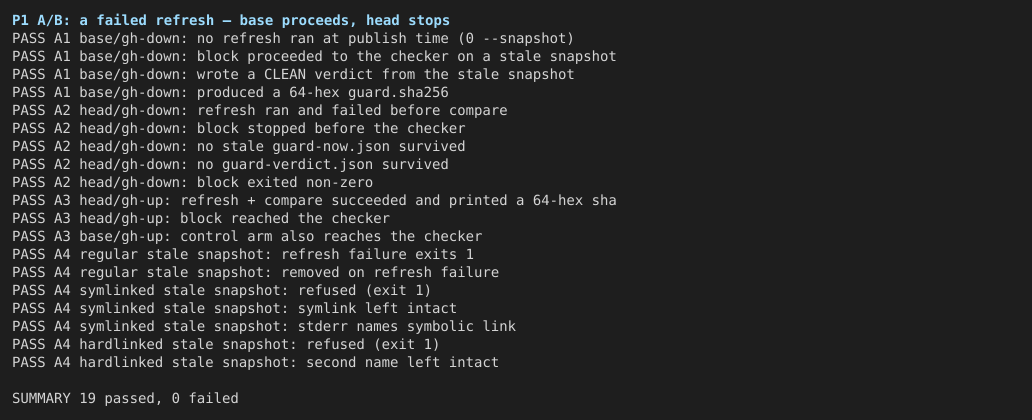 P1 A/B: a failed refresh — base proceeds, head stops
PASS A1 base/gh-down: no refresh ran at publish time (0 --snapshot)
PASS A1 base/gh-down: block proceeded to the checker on a stale snapshot
PASS A1 base/gh-down: wrote a CLEAN verdict from the stale snapshot
PASS A1 base/gh-down: produced a 64-hex guard.sha256
PASS A2 head/gh-down: refresh ran and failed before compare
PASS A2 head/gh-down: block stopped before the checker
PASS A2 head/gh-down: no stale guard-now.json survived
PASS A2 head/gh-down: no guard-verdict.json survived
PASS A2 head/gh-down: block exited non-zero
PASS A3 head/gh-up: refresh + compare succeeded and printed a 64-hex sha
PASS A3 head/gh-up: block reached the checker
PASS A3 base/gh-up: control arm also reaches the checker
PASS A4 regular stale snapshot: refresh failure exits 1
PASS A4 regular stale snapshot: removed on refresh failure
PASS A4 symlinked stale snapshot: refused (exit 1)
PASS A4 symlinked stale snapshot: symlink left intact
PASS A4 symlinked stale snapshot: stderr names symbolic link
PASS A4 hardlinked stale snapshot: refused (exit 1)
PASS A4 hardlinked stale snapshot: second name left intact
SUMMARY 19 passed, 0 failed